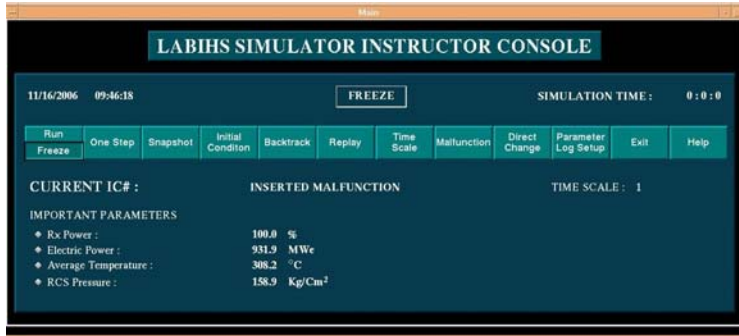 Main
LABIHS SIMULATOR INSTRUCTOR CONSOLE
11/16/2006 09:46:18 FREEZE SIMULATION TIME : 0 : 0 : 0
Run Freeze One Step Snapshot Initial Conditon Backtrack Replay Time Scale Malfunction Direct Change Parameter Log Setup Exit Help
CURRENT IC# : INSERTED MALFUNCTION TIME SCALE : 1
IMPORTANT PARAMETERS
Rx Power : 100.0 %
Electric Power : 931.9 MWe
Average Temperature : 308.2 °C
RCS Pressure : 158.9 Kg/Cm²